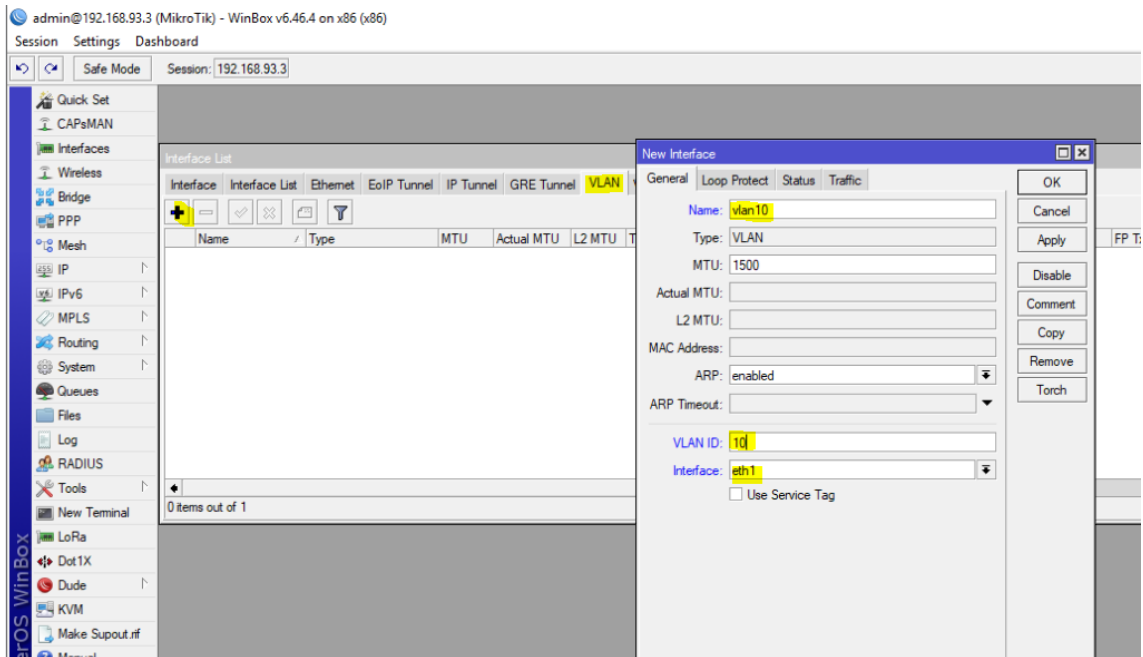 admin@192.168.93.3 (MikroTik) - WinBox v6.46.4 on x86 (x86)
Session Settings Dashboard
Safe Mode Session: 192.168.93.3
Quick Set
CAPsMAN
Interfaces
Wireless
Bridge
PPP
Mesh
IP
IPv6
MPLS
Routing
System
Queues
Files
Log
RADIUS
Tools
New Terminal
LoRa
Dot1X
Dude
KVM
Make Supout.rif
Manual
erOS WinBox
Interface List
Interface Interface List Ethernet EoIP Tunnel IP Tunnel GRE Tunnel VLAN
Name / Type MTU Actual MTU L2 MTU T FP Tx
0 items out of 1
New Interface
General Loop Protect Status Traffic
Name: vlan10
Type: VLAN
MTU: 1500
Actual MTU:
L2 MTU:
MAC Address:
ARP: enabled
ARP Timeout:
VLAN ID: 10
Interface: eth1
Use Service Tag
OK
Cancel
Apply
Disable
Comment
Copy
Remove
Torch